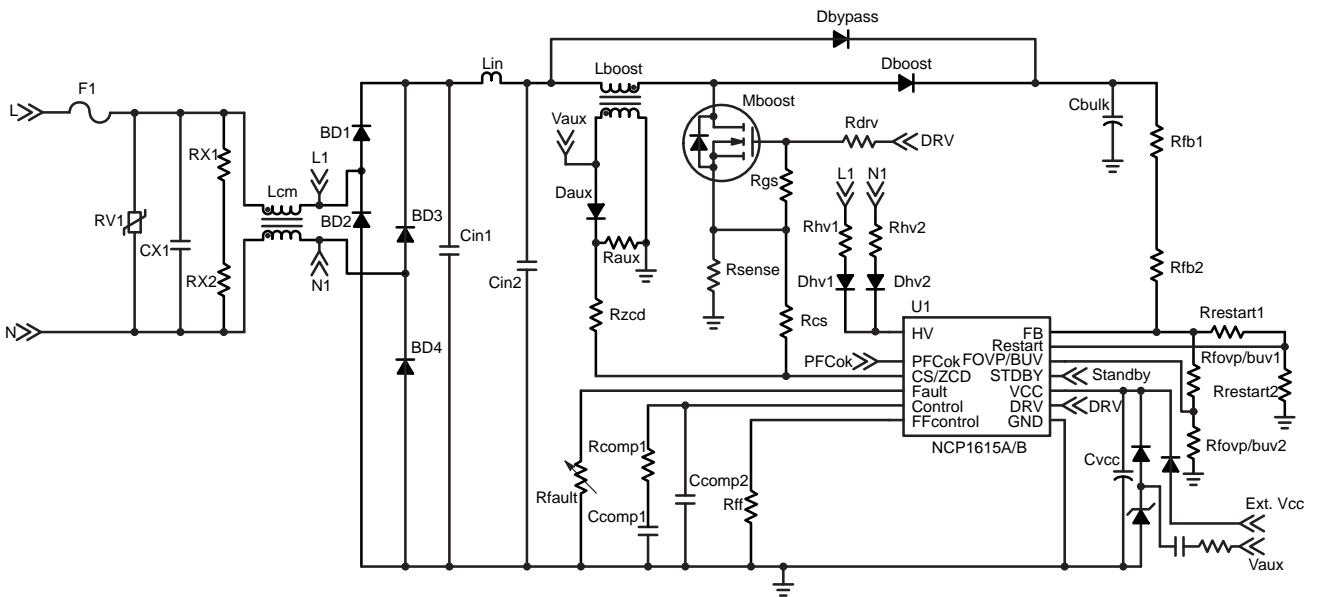 Dbypass
Lin
Lboost
Dboost
F1
L
Mboost
Cbulk
Vaux
Rdrv
DRV
BD1
RX1
L1
Rfb1
Lcm
Daux
Rgs
L1
N1
RV1
BD2
BD3
Rhv1
Rhv2
CX1
Cin1
Raux
Rsense
Rfb2
RX2
N1
Cin2
Dhv1
Dhv2
U1
Rzcd
Rcs
Rrestart1
N
HV
FB
Restart
BD4
PFCok
PFCok
FOVP/BUV
Rfovp/buv1
CS/ZCD
STDBY
Standby
Fault
VCC
Rrestart2
Control
DRV
DRV
FFcontrol
GND
Rcomp1
NCP1615A/B
Rfovp/buv2
Cvcc
Ccomp2
Rfault
Rff
Ext. Vcc
Ccomp1
Vaux